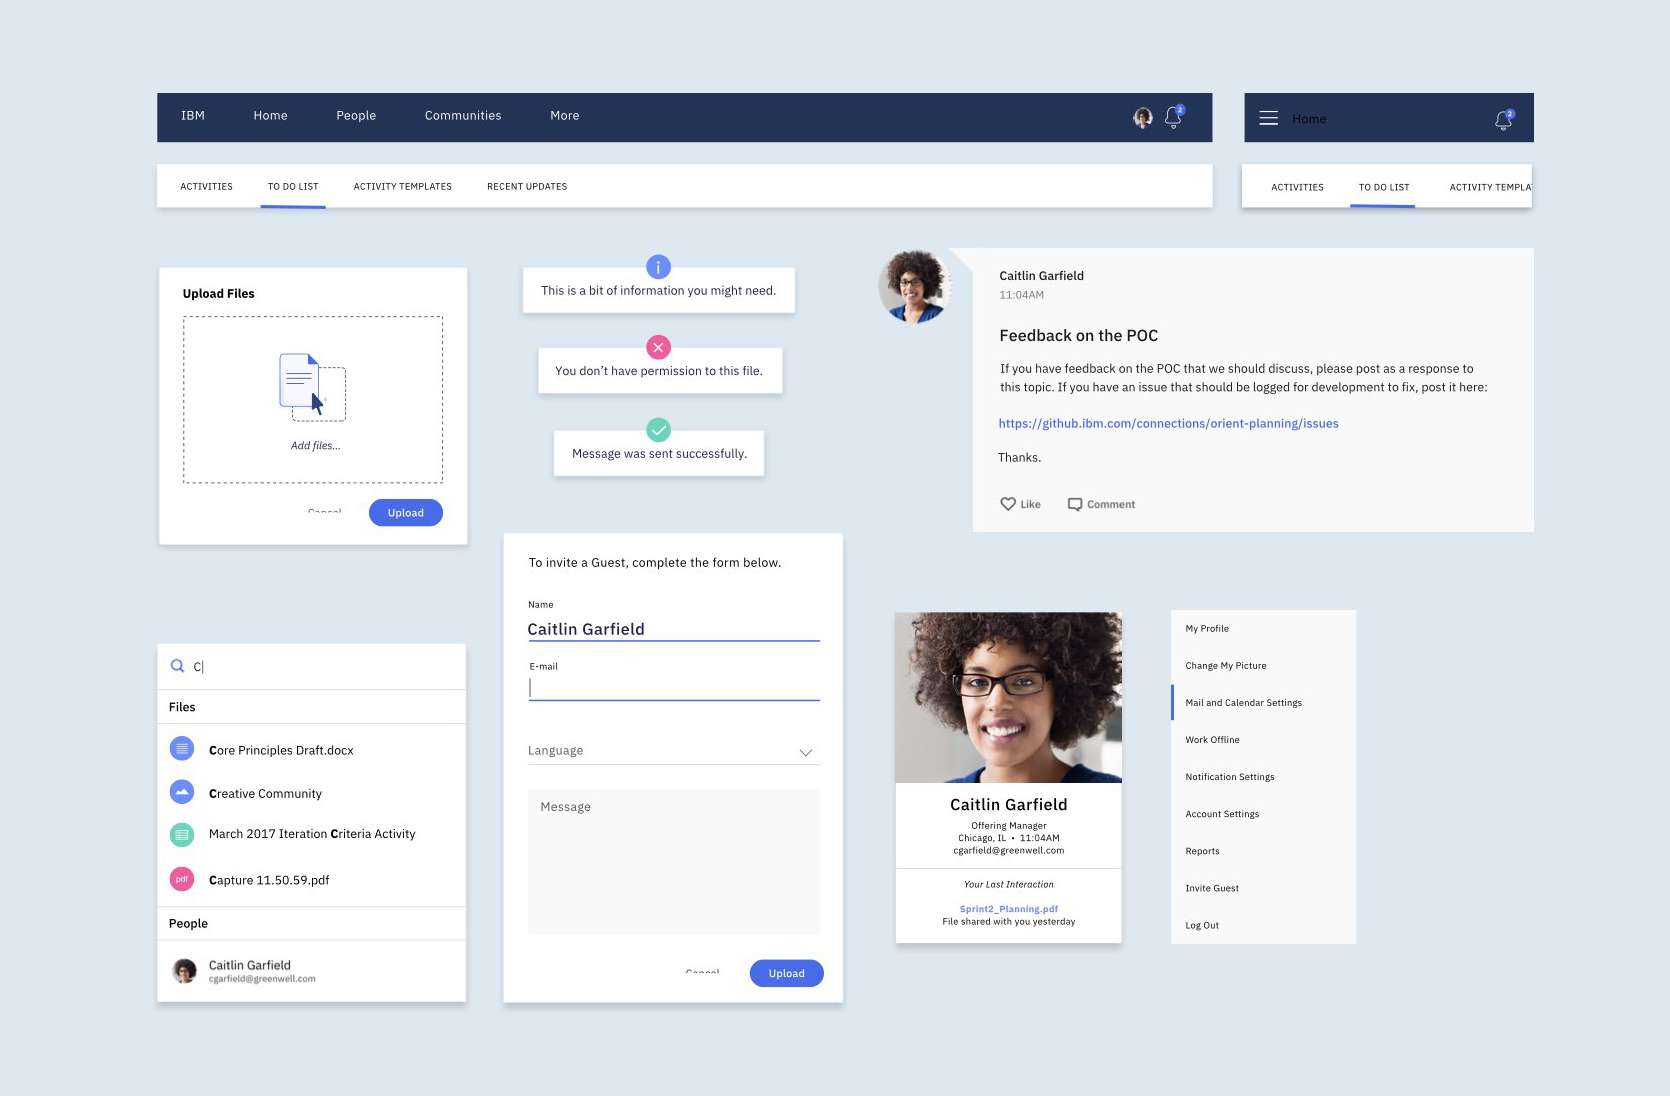 IBM Home People Communities More 2
Home 2
ACTIVITIES TO DO LIST ACTIVITY TEMPLATES RECENT UPDATES
ACTIVITIES TO DO LIST ACTIVITY TEMPLA
Upload Files
Add files...
Cancel Upload
This is a bit of information you might need.
You don't have permission to this file.
Message was sent successfully.
Caitlin Garfield
11:04AM
Feedback on the POC
If you have feedback on the POC that we should discuss, please post as a response to
this topic. If you have an issue that should be logged for development to fix, post it here:
https://github.ibm.com/connections/orient-planning/issues
Thanks.
Like Comment
C
Files
Core Principles Draft.docx
Creative Community
March 2017 Iteration Criteria Activity
pdf Capture 11.50.59.pdf
People
Caitlin Garfield
cgarfield@greenwell.com
To invite a Guest, complete the form below.
Name
Caitlin Garfield
E-mail
Language
Message
Cancel Upload
Caitlin Garfield
Offering Manager
Chicago, IL • 11:04AM
cgarfield@greenwell.com
Your Last Interaction
Sprint2_Planning.pdf
File shared with you yesterday
My Profile
Change My Picture
Mail and Calendar Settings
Work Offline
Notification Settings
Account Settings
Reports
Invite Guest
Log Out